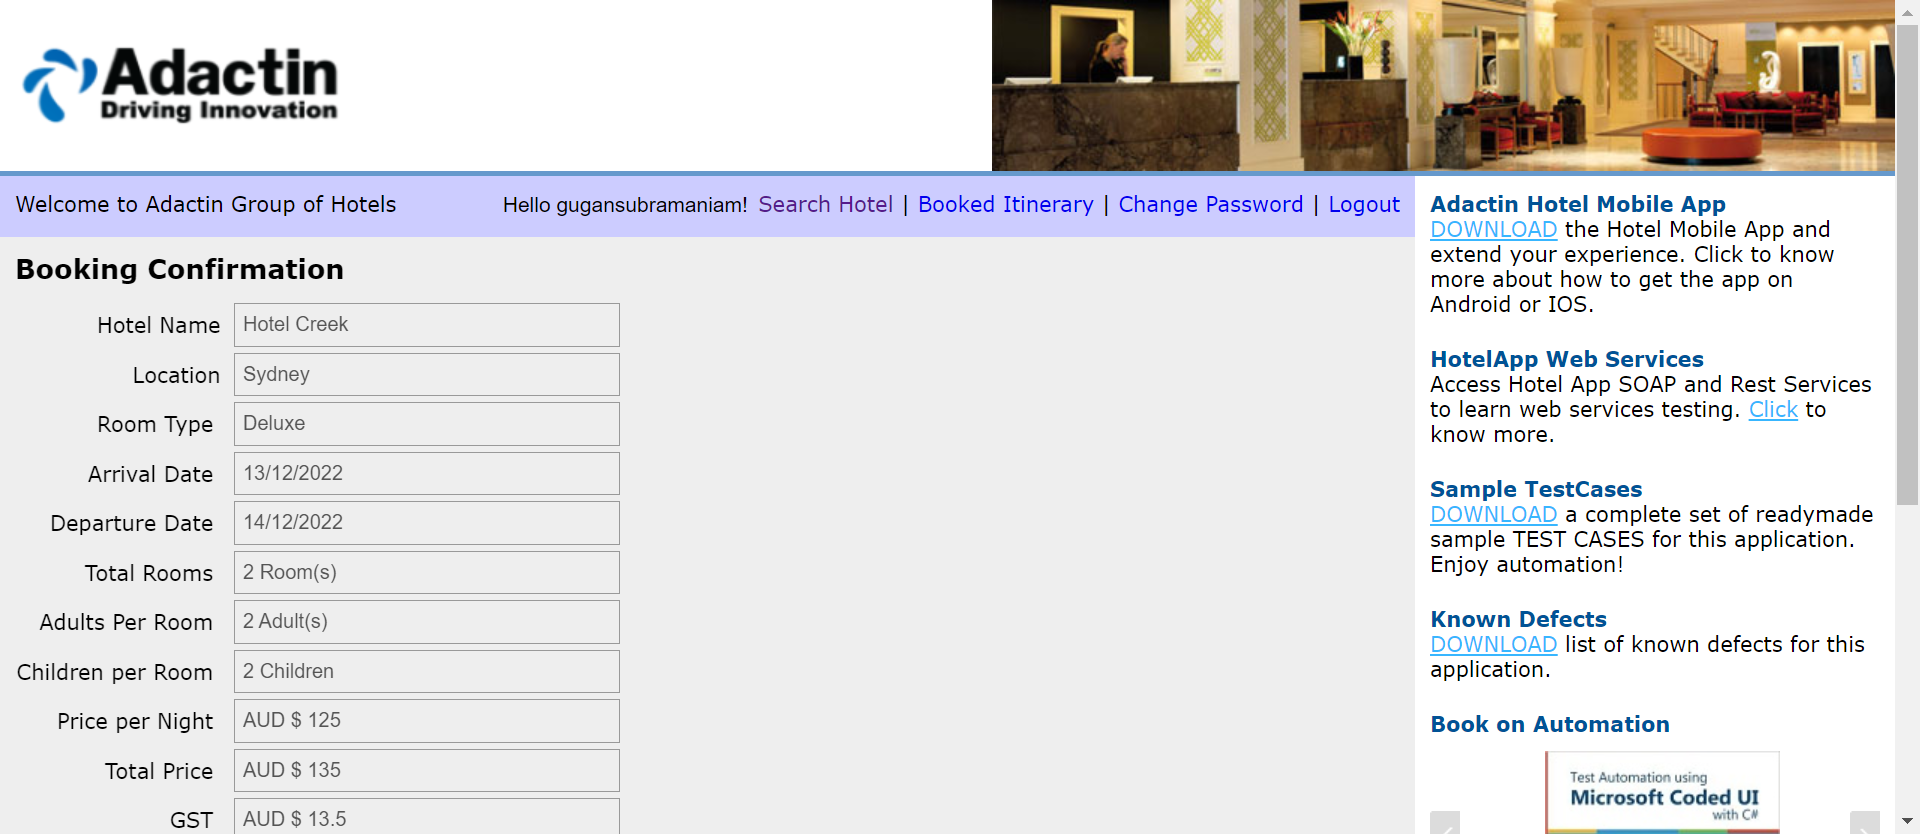 Adactin
Driving Innovation
Welcome to Adactin Group of Hotels
Hello gugansubramaniam! Search Hotel | Booked Itinerary | Change Password | Logout
Booking Confirmation
Hotel Name Hotel Creek
Location Sydney
Room Type Deluxe
Arrival Date 13/12/2022
Departure Date 14/12/2022
Total Rooms 2 Room(s)
Adults Per Room 2 Adult(s)
Children per Room 2 Children
Price per Night AUD $ 125
Total Price AUD $ 135
GST AUD $ 13.5
Adactin Hotel Mobile App
DOWNLOAD the Hotel Mobile App and
extend your experience. Click to know
more about how to get the app on
Android or IOS.
HotelApp Web Services
Access Hotel App SOAP and Rest Services
to learn web services testing. Click to
know more.
Sample TestCases
DOWNLOAD a complete set of readymade
sample TEST CASES for this application.
Enjoy automation!
Known Defects
DOWNLOAD list of known defects for this
application.
Book on Automation
Test Automation using
Microsoft Coded UI
with C#